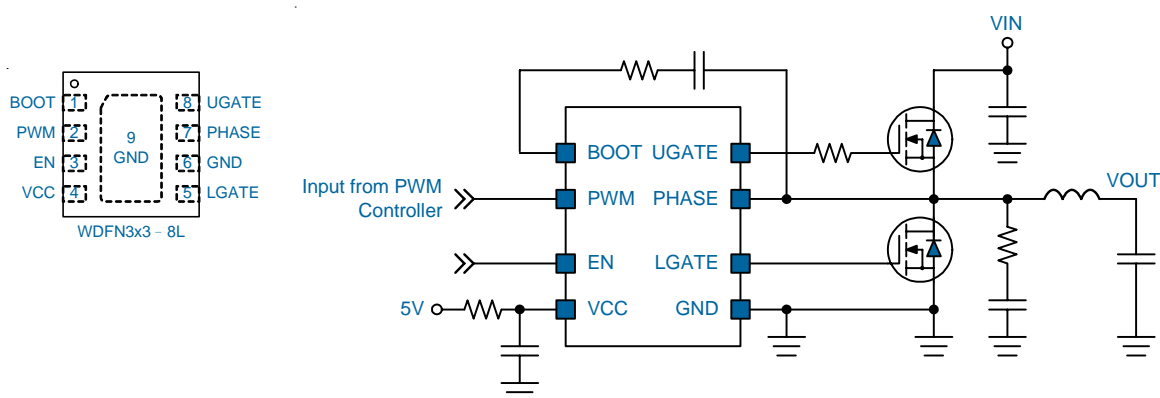 BOOT 1 8 UGATE
PWM 2 7 PHASE
EN 3 6 GND
VCC 4 5 LGATE
9
GND
WDFN3x3 - 8L
VIN
BOOT UGATE
Input from PWM
Controller
PWM PHASE
VOUT
EN LGATE
5V VCC GND